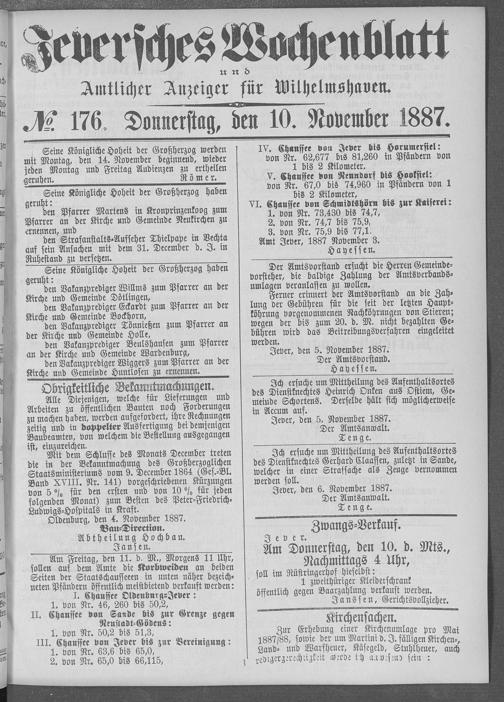 Jeversches Wochenblatt
und
Amtlicher Anzeiger für Wilhelmshaven.
№. 176. Donnerstag, den 10. November 1887.
Seine Königliche Hoheit der Großherzog werden
mit Montag, den 14. November beginnend, wieder
jeden Montag und Freitag Audienzen zu ertheilen
geruhen. Römer.
Seine Königliche Hoheit der Großherzog haben
geruht:
den Pfarrer Martens in Kronprinzenkoog zum
Pfarrer an der Kirche und Gemeinde Neukirchen zu
ernennen, und
den Strafanstalts-Aufseher Thielpape in Vechta
auf sein Ansuchen mit dem 31. December d. J. in
Ruhestand zu versetzen.
Seine Königliche Hoheit der Großherzog haben
geruht:
den Vakanzprediger Willms zum Pfarrer an der
Kirche und Gemeinde Dötlingen,
den Vakanzprediger Eckardt zum Pfarrer an der
Kirche und Gemeinde Bockhorn,
den Vakanzprediger Tönnießen zum Pfarrer an
der Kirche und Gemeinde Holle,
den Vakanzprediger Beulshausen zum Pfarrer
an der Kirche und Gemeinde Wardenburg,
den Vakanzprediger Wiggers zum Pfarrer an der
Kirche und Gemeinde Huntlosen zu ernennen.
Obrigkeitliche Bekanntmachungen.
Alle Diejenigen, welche für Lieferungen und
Arbeiten zu öffentlichen Bauten noch Forderungen
zu machen haben, werden aufgefordert, ihre Rechnungen
zeitig und in doppelter Ausfertigung bei demjenigen
Baubeamten, von welchem die Bestellung ausgegangen
ist, einzureichen.
Mit dem Schlusse des Monats December treten
die in der Bekanntmachung des Großherzoglichen
Staatsministeriums vom 9. December 1864 (Ges.-Bl.
Band XVIII. Nr. 141) vorgeschriebenen Kürzungen
von 5 % für den ersten und von 10 % für jeden
folgenden Monat) zum Besten des Peter-Friedrich-
Ludwigs-Hospitals in Kraft.
Oldenburg, d. 4. November 1887.
Bau-Direction.
Abtheilung Hochbau.
Jansen.
Am Freitag, den 11. d. M., Morgens 11 Uhr,
sollen auf dem Amte die Korbweiden an beiden
Seiten der Staatschausseen in unten näher bezeich-
neten Pfändern öffentlich meistbietend verkauft werden:
I. Chaussee Oldenburg-Jever:
1. von Nr. 46, 260 bis 50,2,
II. Chaussee von Sande bis zur Grenze gegen
Neustadt-Gödens:
1. von Nr. 50,2 bis 51,3,
III. Chaussee von Jever bis zur Vereinigung:
1. von Nr. 63,6 bis 65,0,
2. von Nr. 65,0 bis 66,115,
IV. Chaussee von Jever bis Horumersiel:
von Nr. 62,677 bis 81,260 in Pfändern von
1 bis 2 Kilometer,
V. Chaussee von Nenndorf bis Hooksiel:
von Nr. 67,0 bis 74,960 in Pfändern von 1
bis 2 Kilometer,
VI. Chaussee von Schmidtshörn bis zur Kaiserei:
1. von Nr. 73,430 bis 74,7,
2. von Nr. 74,7 bis 75,9,
3. von Nr. 75,9 bis 77,1.
Amt Jever, 1887 November 3.
Hayessen.
Der Amtsvorstand ersucht die Herren Gemeinde-
vorsteher, die baldige Zahlung der Amtsverbands-
umlagen veranlassen zu wollen.
Ferner erinnert der Amtsvorstand an die Zah-
lung der Gebühren für die seit der letzten Haupt-
köhrung vorgenommenen Nachköhrungen von Stieren;
wegen der bis zum 20. d. M. nicht bezahlten Ge-
bühren wird das Beitreibungsverfahren eingeleitet
werden.
Jever, den 5. November 1887.
Der Amtsvorstand.
Hayessen.
Ich ersuche um Mittheilung des Aufenthaltsortes
des Dienstknechtes Heinrich Onken aus Ostiem, Ge-
meinde Schortens. Derselbe hält sich möglicherweise
in Accum auf.
Jever, den 5. November 1887.
Der Amtsanwalt.
Tenge.
Ich ersuche um Mittheilung des Aufenthaltsortes
des Dienstknechtes Gerhard Claassen, zuletzt in Sande,
welcher in einer Strafsache als Zeuge vernommen
werden soll.
Jever, den 6. November 1887.
Der Amtsanwalt.
Tenge.
Zwangs-Verkauf.
Jever.
Am Donnerstag, den 10. d. Mts.,
Nachmittags 4 Uhr,
soll im Rüstringerhof hieselbst:
1 zweithüriger Kleiderschrank
öffentlich gegen Baarzahlung verkauft werden.
Janssen, Gerichtsvollzieher.
Kirchensachen.
Zur Erhebung einer Kirchenumlage pro Mai
1887/88, sowie der um Martini d. J. fälligen Kirchen-,
Land- und Warfheuer, Käsegeld, Stuhlheuer, auch